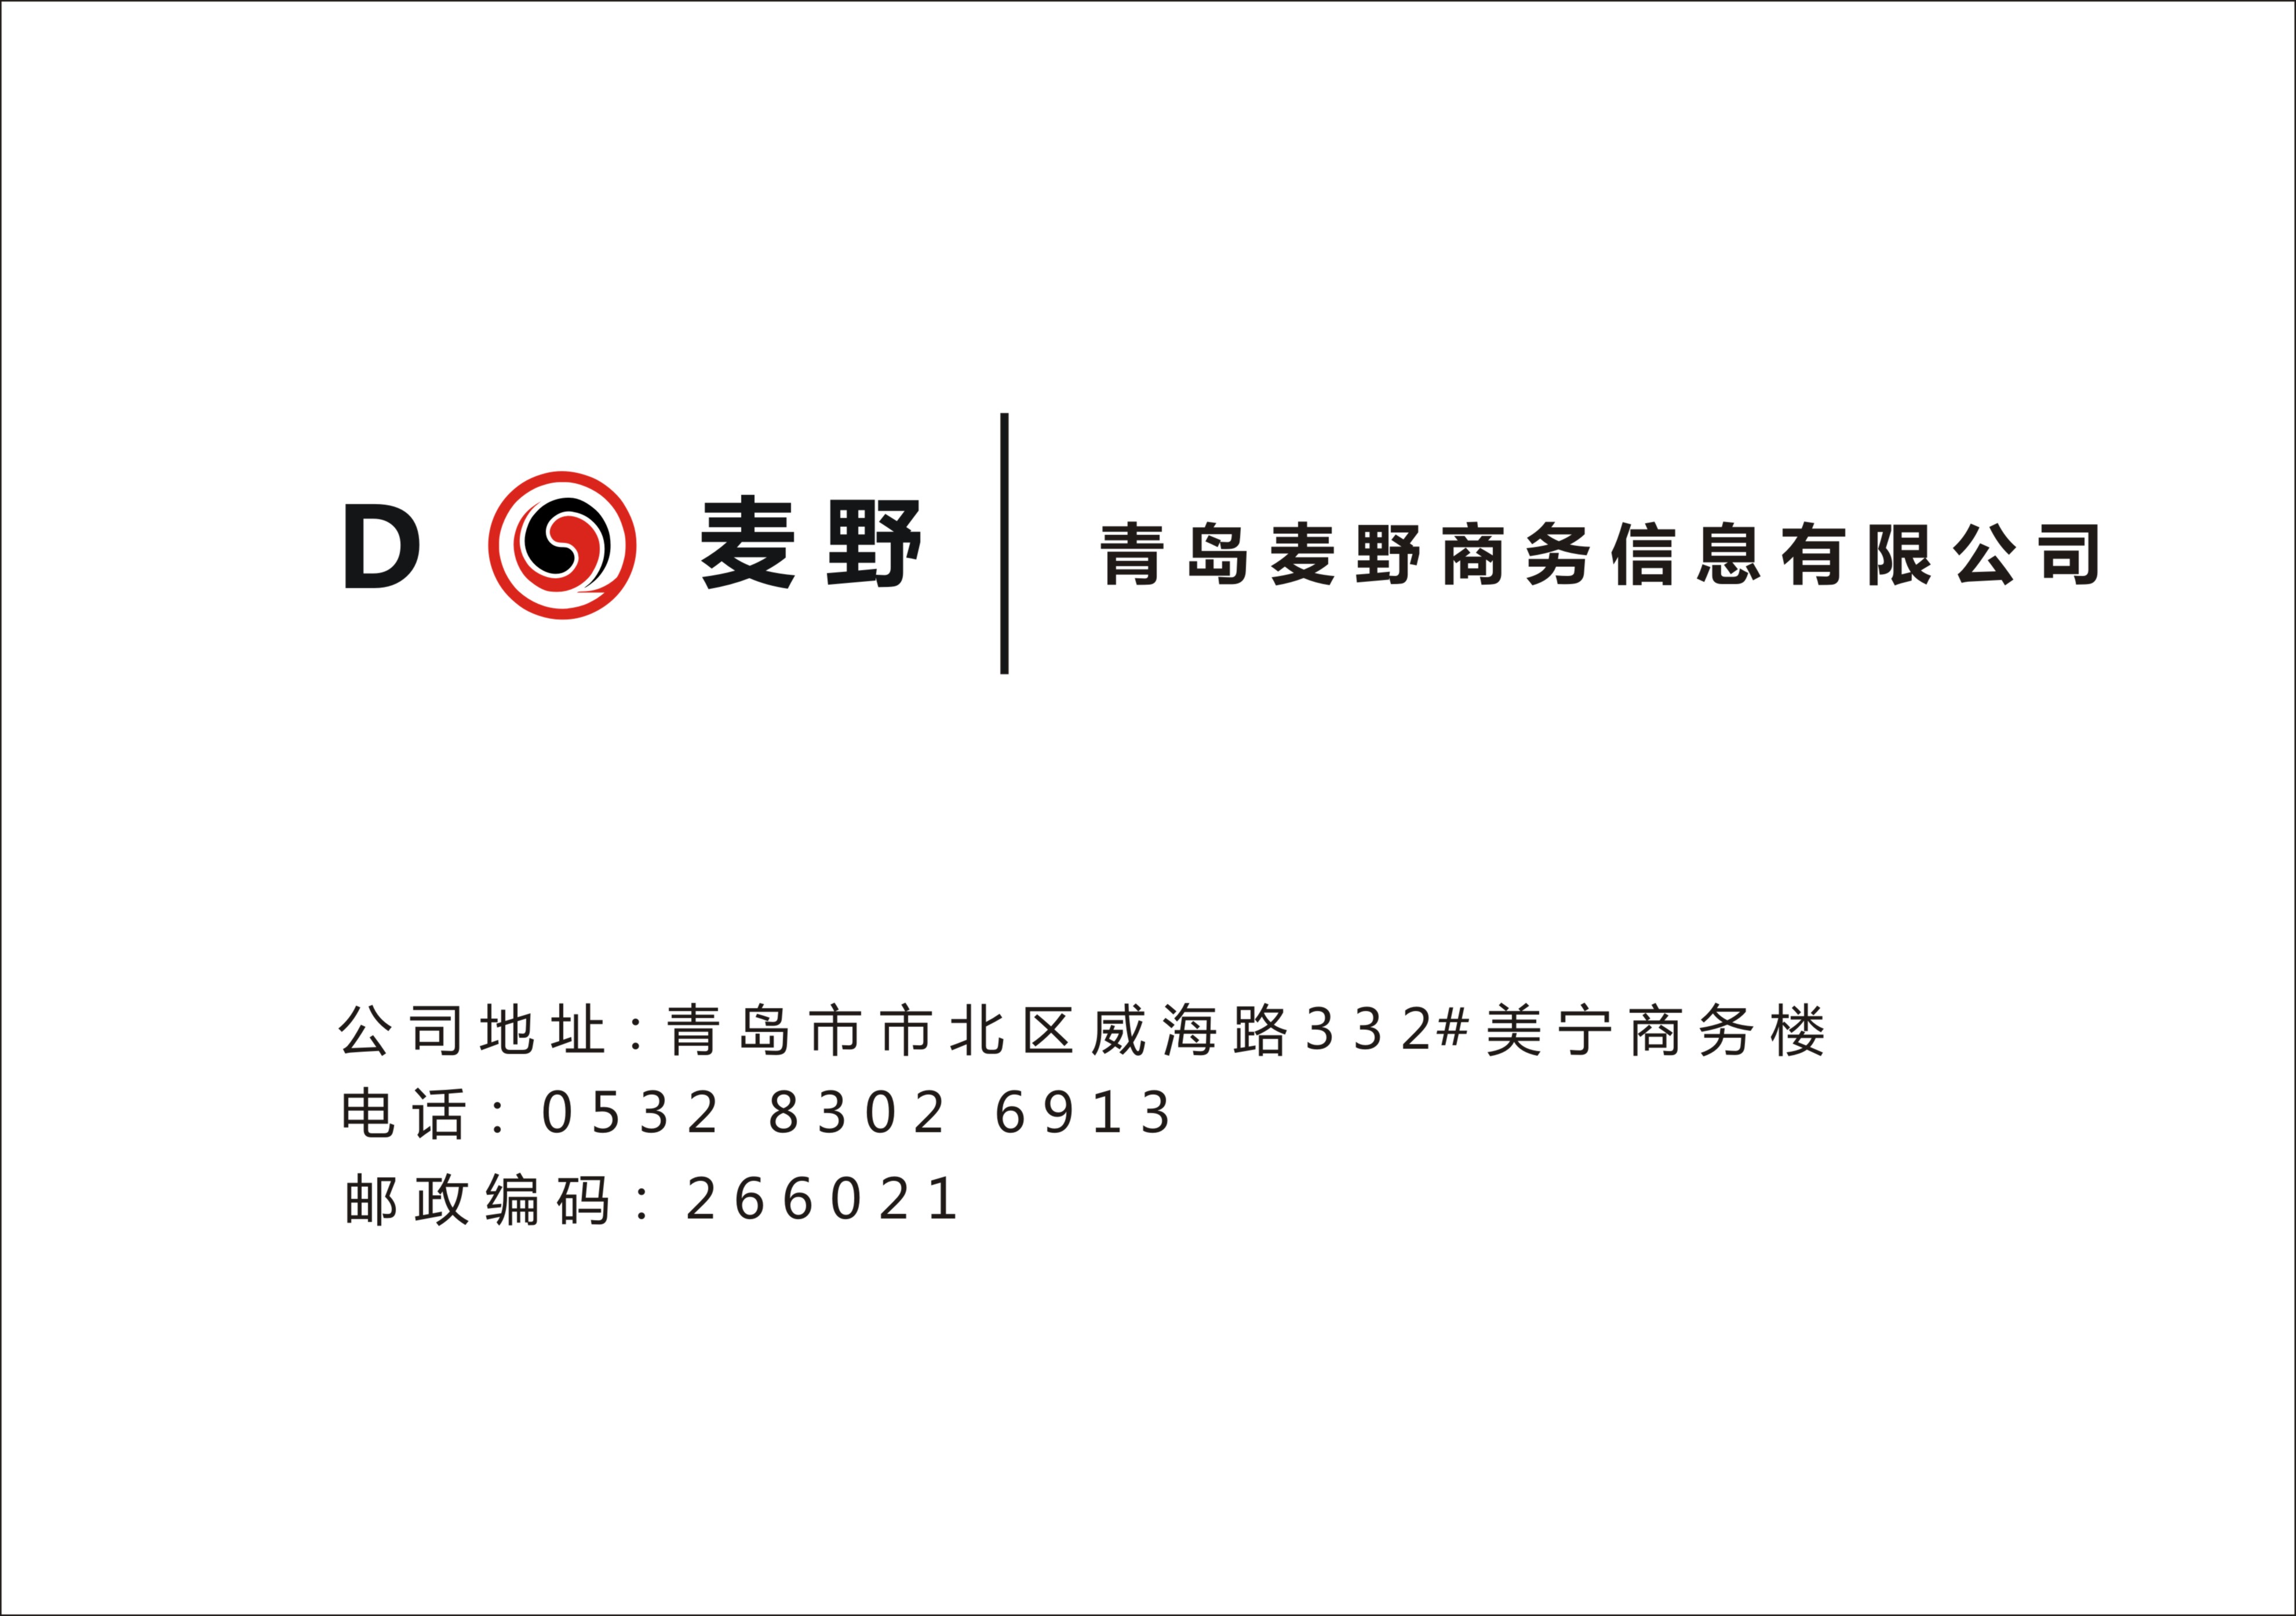 D 麦野
青岛麦野商务信息有限公司
公司地址:青岛市市北区威海路332#美宁商务楼
电话: 0532 8302 6913
邮政编码: 266021